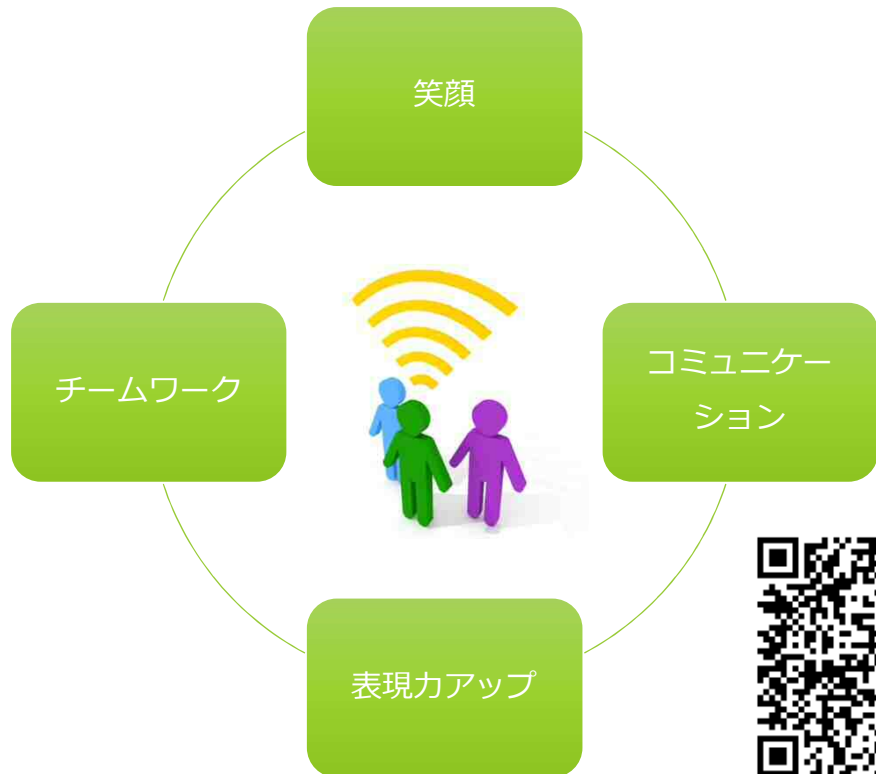 笑顔
チームワーク
コミュニケー
ション
表現力アップ